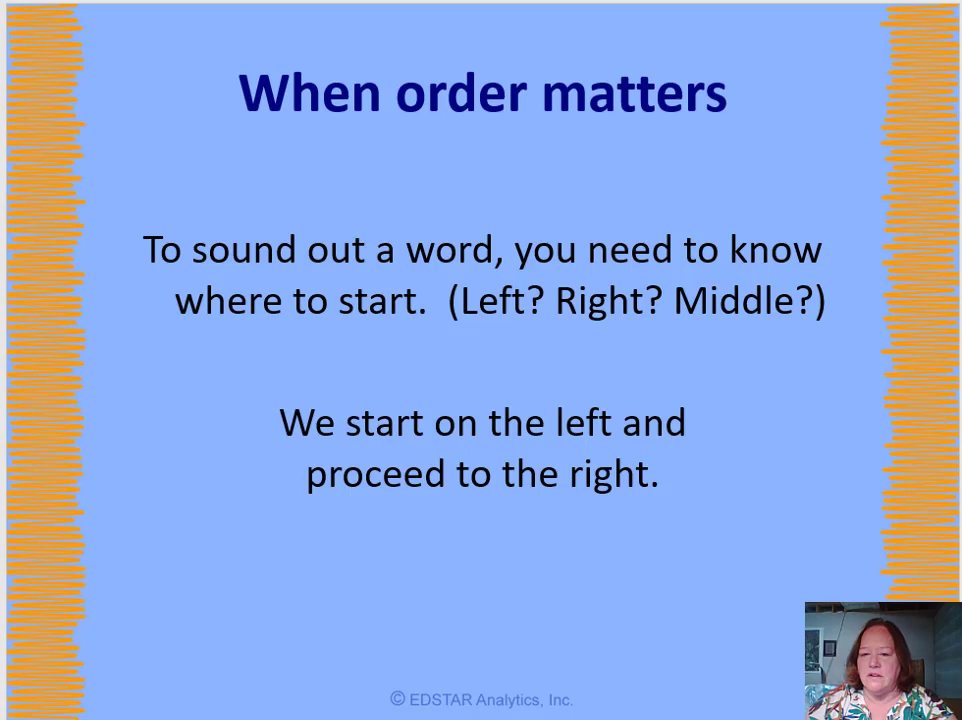 When order matters
To sound out a word, you need to know
where to start.  (Left? Right? Middle?)
We start on the left and
proceed to the right.
© EDSTAR Analytics, Inc.